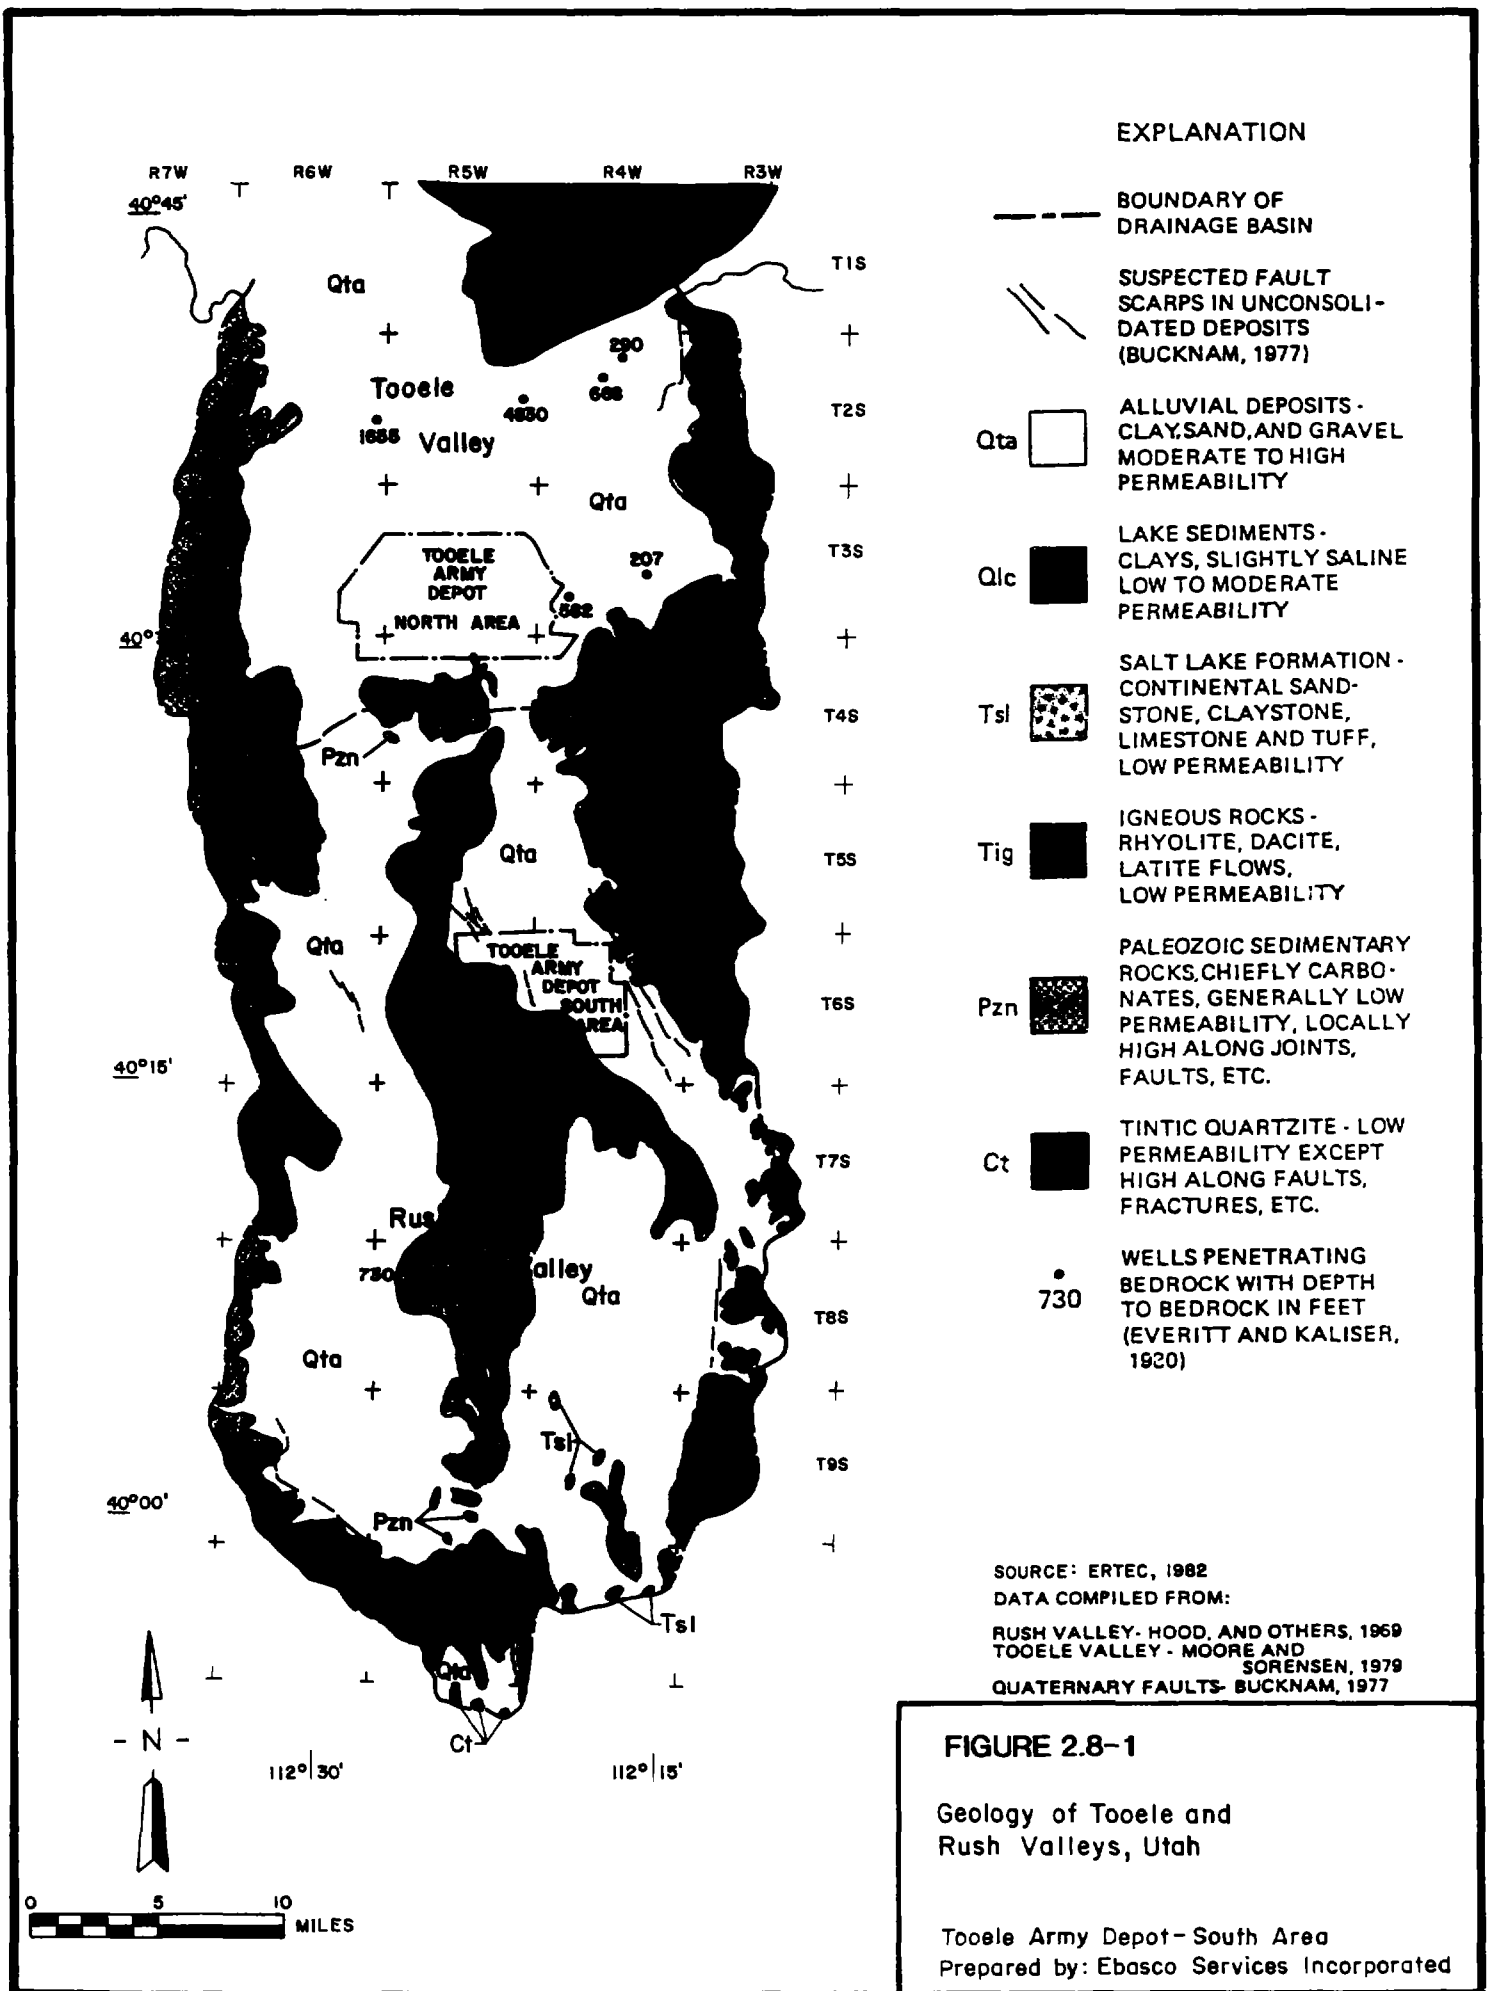 R7W R6W R5W R4W R3W
40°45'
T1S
Qta
290
Tooele
668
4830
T2S
1655
Valley
Qta
TOOELE
ARMY
DEPOT
NORTH AREA
207
T3S
582
40°
T4S
Pzn
Qta
T5S
Qta
TOOELE
ARMY
DEPOT
SOUTH
AREA
T6S
40°15'
T7S
Rus
alley
730
Qta
T8S
Qta
Tsl
T9S
40°00'
Pzn
Tsl
Qta
Ct
- N -
112° 30'
112° 15'
0 5 10
MILES
EXPLANATION
BOUNDARY OF
DRAINAGE BASIN
SUSPECTED FAULT
SCARPS IN UNCONSOLI-
DATED DEPOSITS
(BUCKNAM, 1977)
Qta
ALLUVIAL DEPOSITS -
CLAY,SAND,AND GRAVEL
MODERATE TO HIGH
PERMEABILITY
Qlc
LAKE SEDIMENTS -
CLAYS, SLIGHTLY SALINE
LOW TO MODERATE
PERMEABILITY
Tsl
SALT LAKE FORMATION -
CONTINENTAL SAND-
STONE, CLAYSTONE,
LIMESTONE AND TUFF,
LOW PERMEABILITY
Tig
IGNEOUS ROCKS -
RHYOLITE, DACITE,
LATITE FLOWS,
LOW PERMEABILITY
Pzn
PALEOZOIC SEDIMENTARY
ROCKS,CHIEFLY CARBO-
NATES, GENERALLY LOW
PERMEABILITY, LOCALLY
HIGH ALONG JOINTS,
FAULTS, ETC.
Ct
TINTIC QUARTZITE - LOW
PERMEABILITY EXCEPT
HIGH ALONG FAULTS,
FRACTURES, ETC.
730
WELLS PENETRATING
BEDROCK WITH DEPTH
TO BEDROCK IN FEET
(EVERITT AND KALISER,
1920)
SOURCE: ERTEC, 1982
DATA COMPILED FROM:
RUSH VALLEY- HOOD, AND OTHERS, 1969
TOOELE VALLEY - MOORE AND
SORENSEN, 1979
QUATERNARY FAULTS- BUCKNAM, 1977
FIGURE 2.8-1
Geology of Tooele and
Rush Valleys, Utah
Tooele Army Depot-South Area
Prepared by: Ebasco Services Incorporated